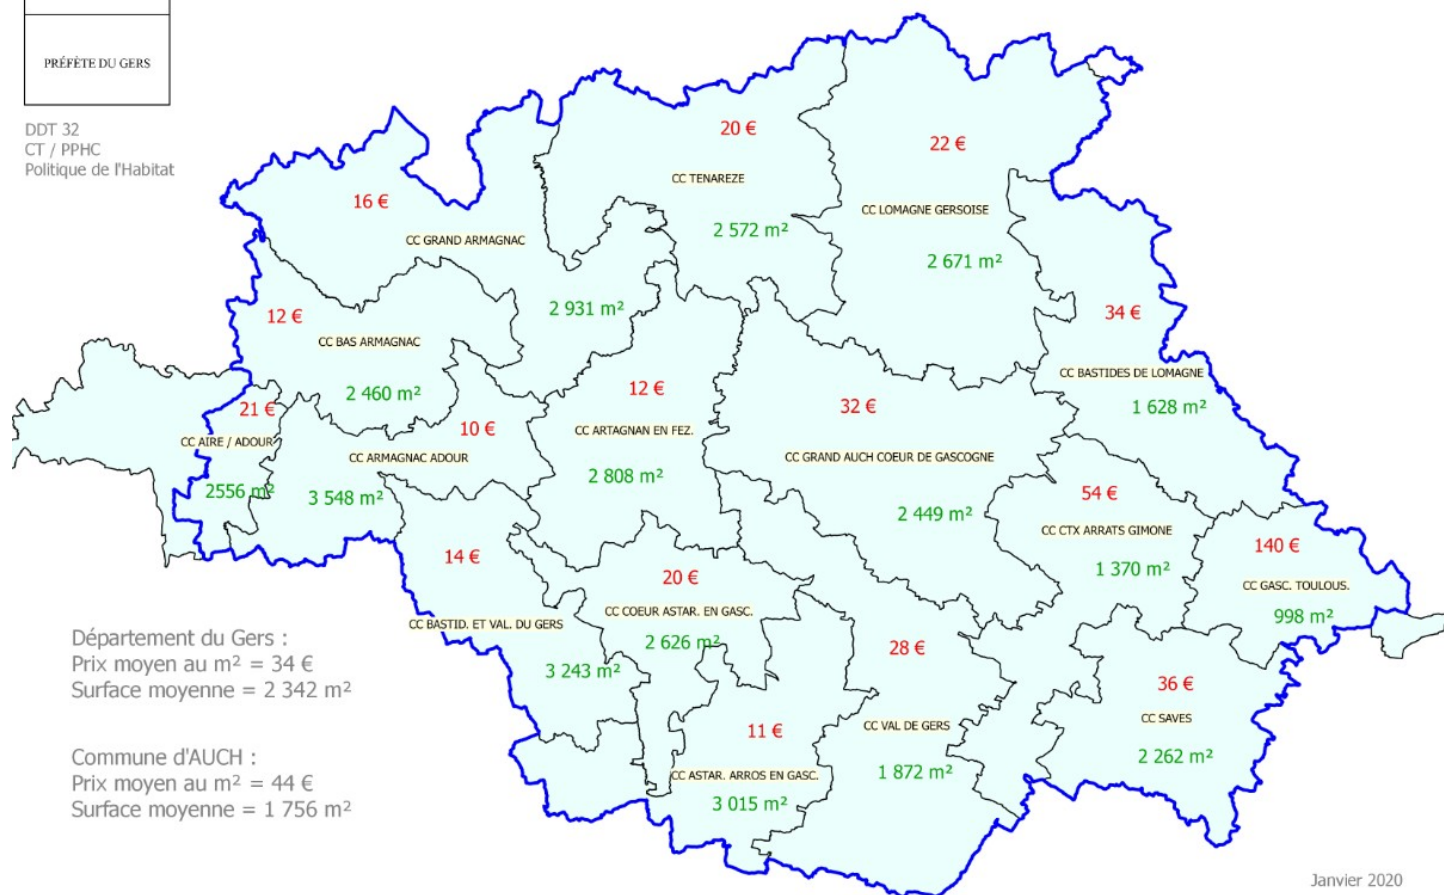 PRÉFÈTE DU GERS
DDT 32
CT / PPHC
Politique de l'Habitat
20 €
CC TENAREZE
2 572 m²
22 €
CC LOMAGNE GERSOISE
2 671 m²
16 €
CC GRAND ARMAGNAC
2 931 m²
12 €
CC BAS ARMAGNAC
2 460 m²
34 €
CC BASTIDES DE LOMAGNE
1 628 m²
21 €
CC AIRE / ADOUR
2556 m²
10 €
CC ARMAGNAC ADOUR
3 548 m²
12 €
CC ARTAGNAN EN FEZ.
2 808 m²
32 €
CC GRAND AUCH COEUR DE GASCOGNE
2 449 m²
54 €
CC CTX ARRATS GIMONE
1 370 m²
140 €
CC GASC. TOULOUS.
998 m²
14 €
CC BASTID. ET VAL. DU GERS
3 243 m²
20 €
CC COEUR ASTAR. EN GASC.
2 626 m²
28 €
CC VAL DE GERS
1 872 m²
36 €
CC SAVES
2 262 m²
11 €
CC ASTAR. ARROS EN GASC.
3 015 m²
Département du Gers :
Prix moyen au m² = 34 €
Surface moyenne = 2 342 m²
Commune d'AUCH :
Prix moyen au m² = 44 €
Surface moyenne = 1 756 m²
Janvier 2020